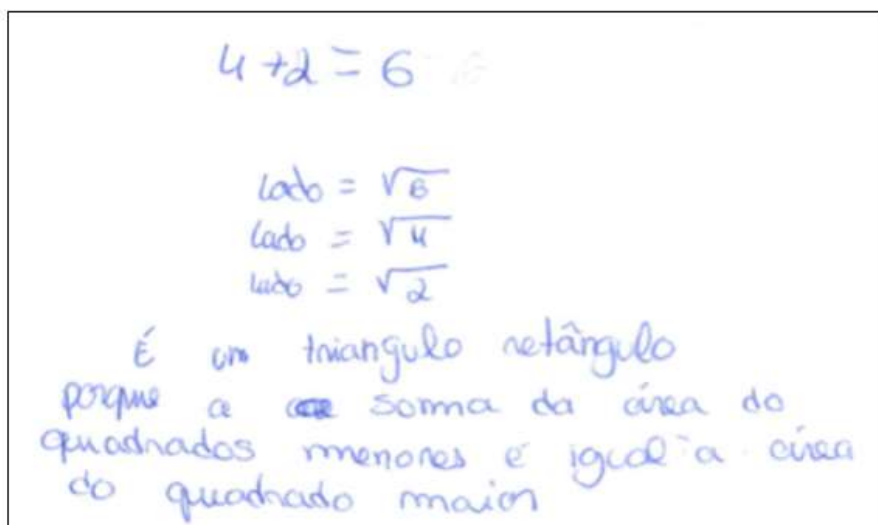 4+2=6
lado = √6
lado = √4
lado = √2
É um triangulo retângulo
porque a soma da área do
quadrados menores é igual a área
do quadrado maior